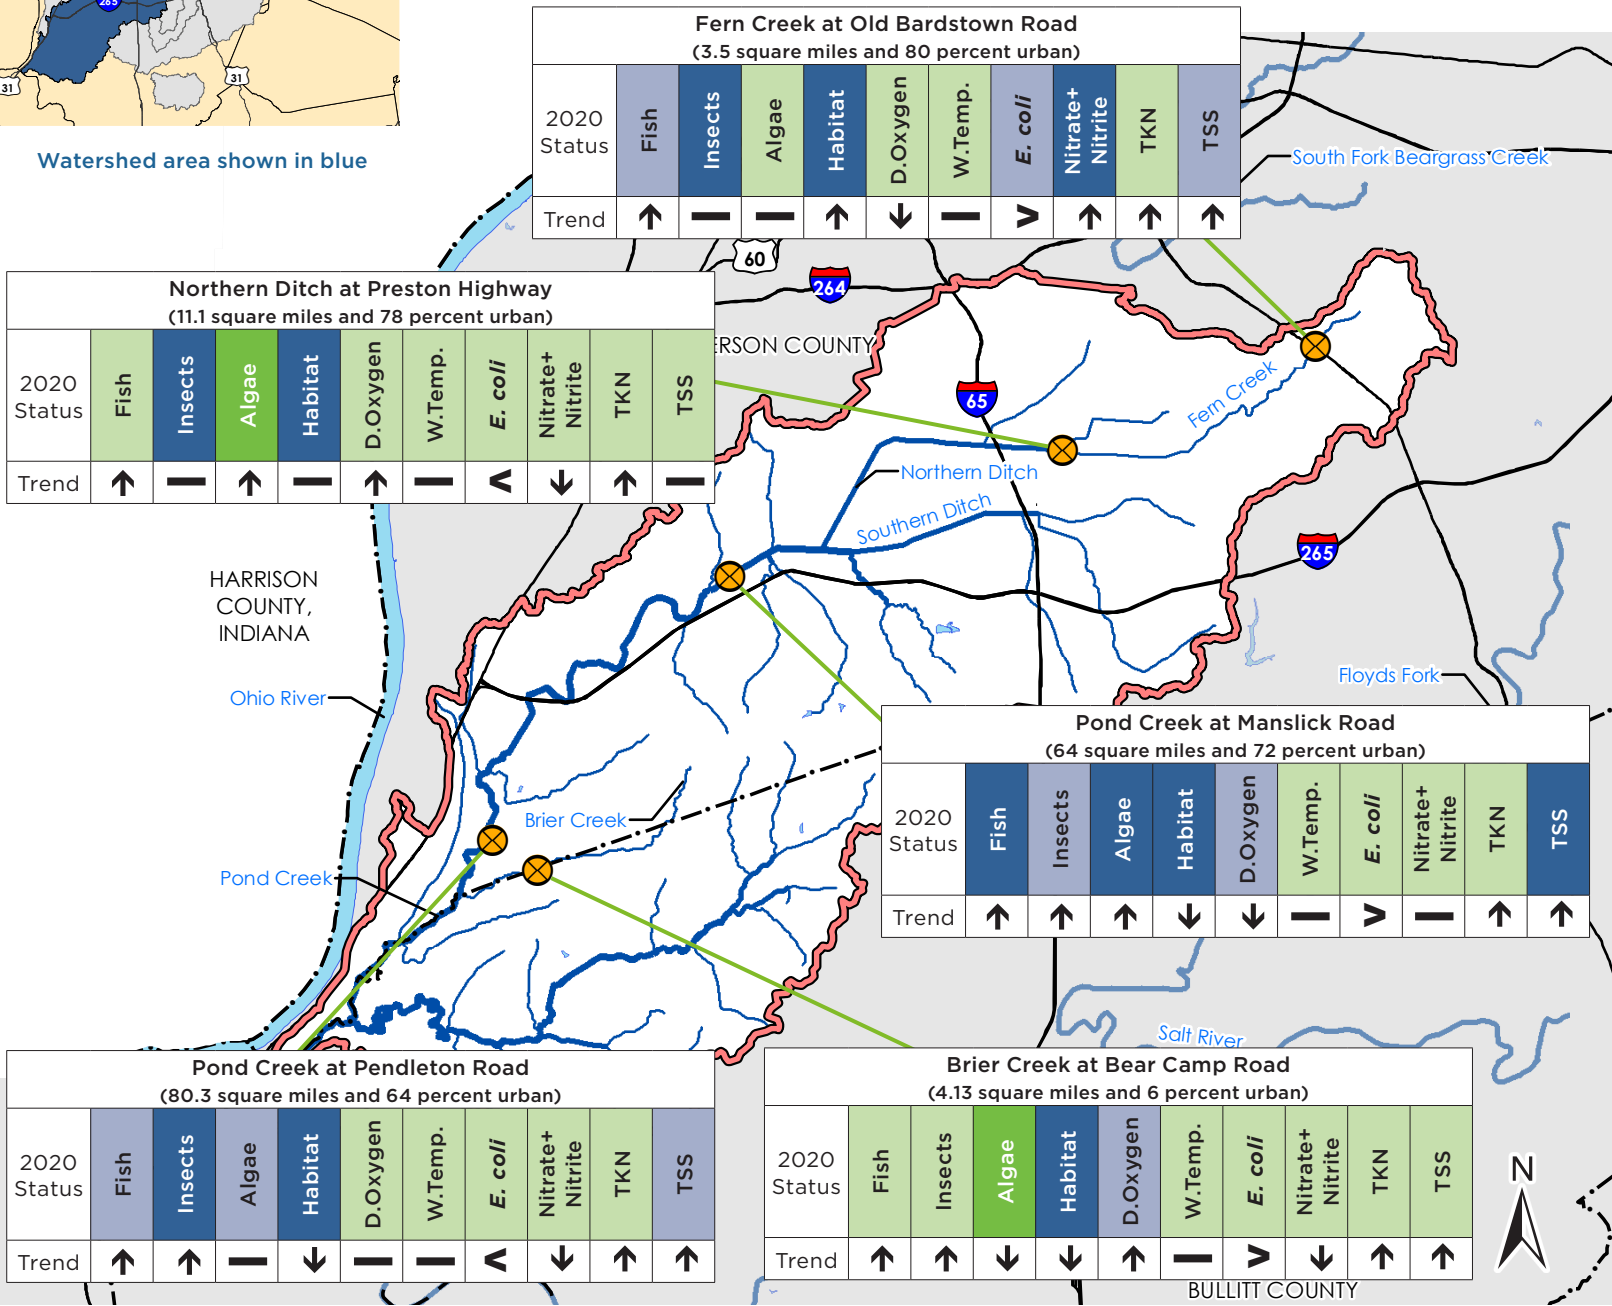 265
31
31
Watershed area shown in blue
Fern Creek at Old Bardstown Road
(3.5 square miles and 80 percent urban)
2020
Status
Fish
Insects
Algae
Habitat
D.Oxygen
W.Temp.
E. coli
Nitrate+
Nitrite
TKN
TSS
Trend
>
South Fork Beargrass Creek
60
264
Northern Ditch at Preston Highway
(11.1 square miles and 78 percent urban)
2020
Status
Fish
Insects
Algae
Habitat
D.Oxygen
W.Temp.
E. coli
Nitrate+
Nitrite
TKN
TSS
Trend
<
ERSON COUNTY
65
Fern Creek
Northern Ditch
Southern Ditch
265
HARRISON
COUNTY,
INDIANA
Ohio River
Floyds Fork
Pond Creek at Manslick Road
(64 square miles and 72 percent urban)
2020
Status
Fish
Insects
Algae
Habitat
D.Oxygen
W.Temp.
E. coli
Nitrate+
Nitrite
TKN
TSS
Trend
>
Brier Creek
Pond Creek
Salt River
Pond Creek at Pendleton Road
(80.3 square miles and 64 percent urban)
2020
Status
Fish
Insects
Algae
Habitat
D.Oxygen
W.Temp.
E. coli
Nitrate+
Nitrite
TKN
TSS
Trend
<
Brier Creek at Bear Camp Road
(4.13 square miles and 6 percent urban)
2020
Status
Fish
Insects
Algae
Habitat
D.Oxygen
W.Temp.
E. coli
Nitrate+
Nitrite
TKN
TSS
Trend
>
N
BULLITT COUNTY